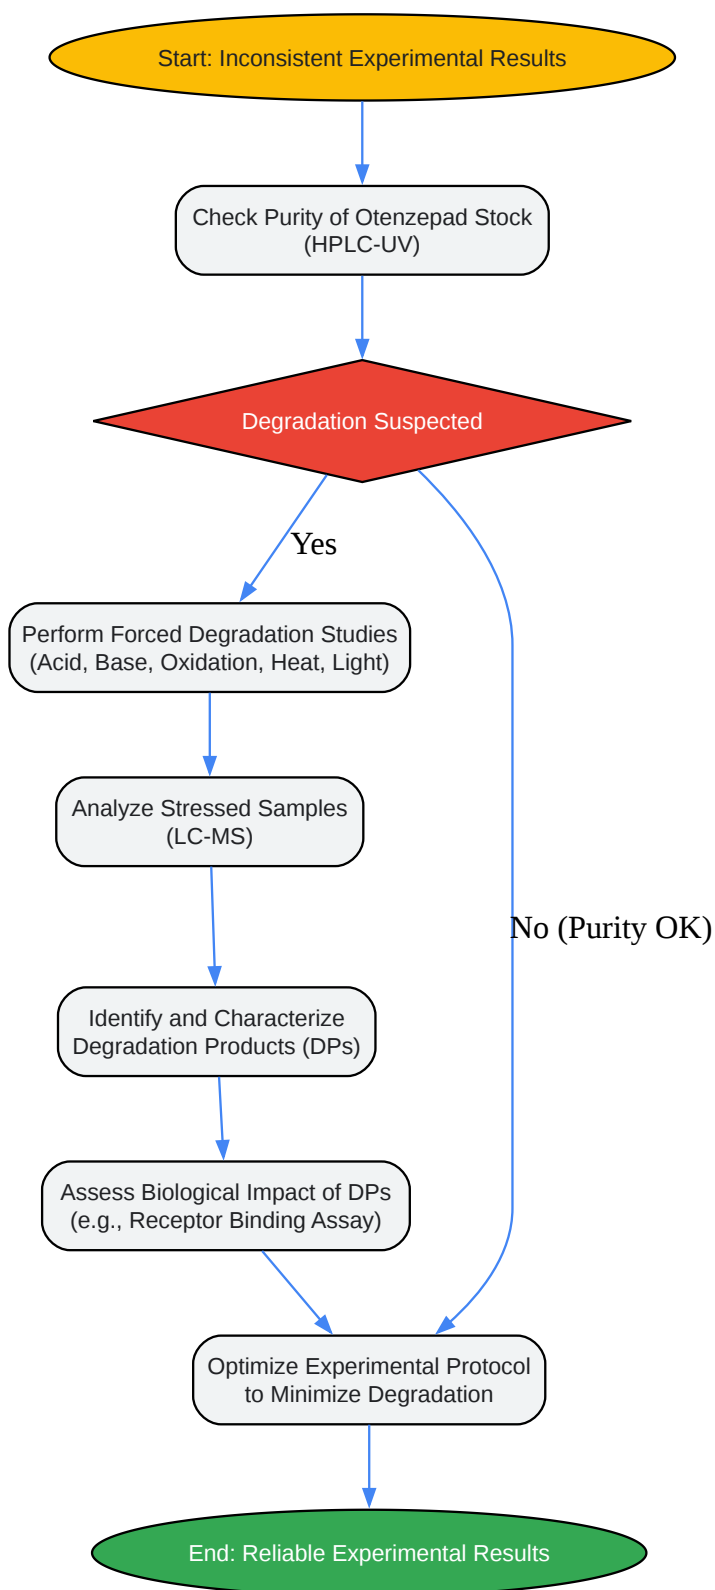 Start: Inconsistent Experimental Results
Check Purity of Otenzepad Stock
(HPLC-UV)
Degradation Suspected
Yes
Perform Forced Degradation Studies
(Acid, Base, Oxidation, Heat, Light)
Analyze Stressed Samples
(LC-MS)
No (Purity OK)
Identify and Characterize
Degradation Products (DPs)
Assess Biological Impact of DPs
(e.g., Receptor Binding Assay)
Optimize Experimental Protocol
to Minimize Degradation
End: Reliable Experimental Results